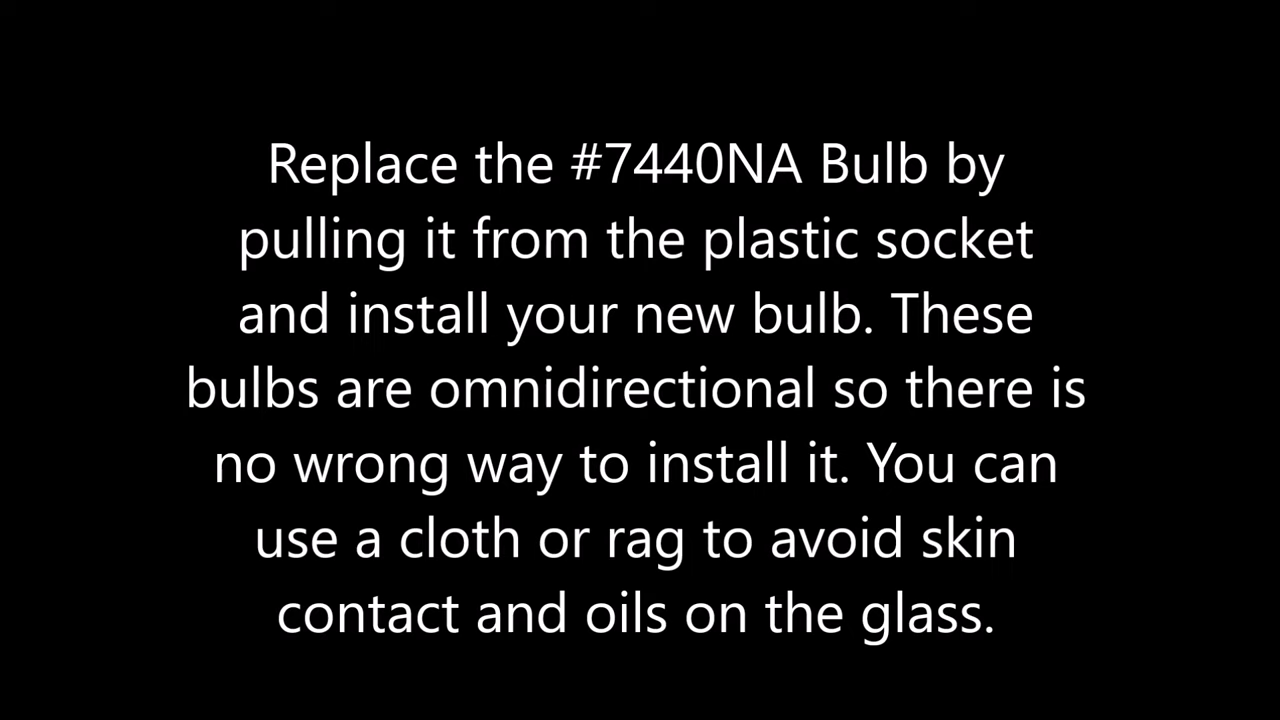 Replace the #7440NA Bulb by
pulling it from the plastic socket
and install your new bulb. These
bulbs are omnidirectional so there is
no wrong way to install it. You can
use a cloth or rag to avoid skin
contact and oils on the glass.